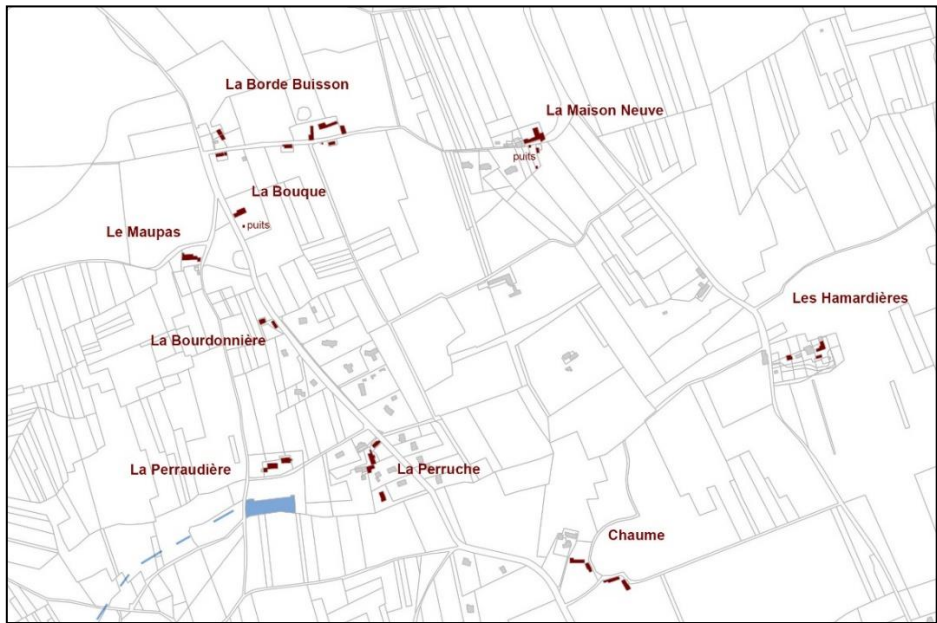 La Borde Buisson
La Maison Neuve
puits
La Bouque
puits
Le Maupas
Les Hamardières
La Bourdonnière
La Perraudière
La Perruche
Chaume